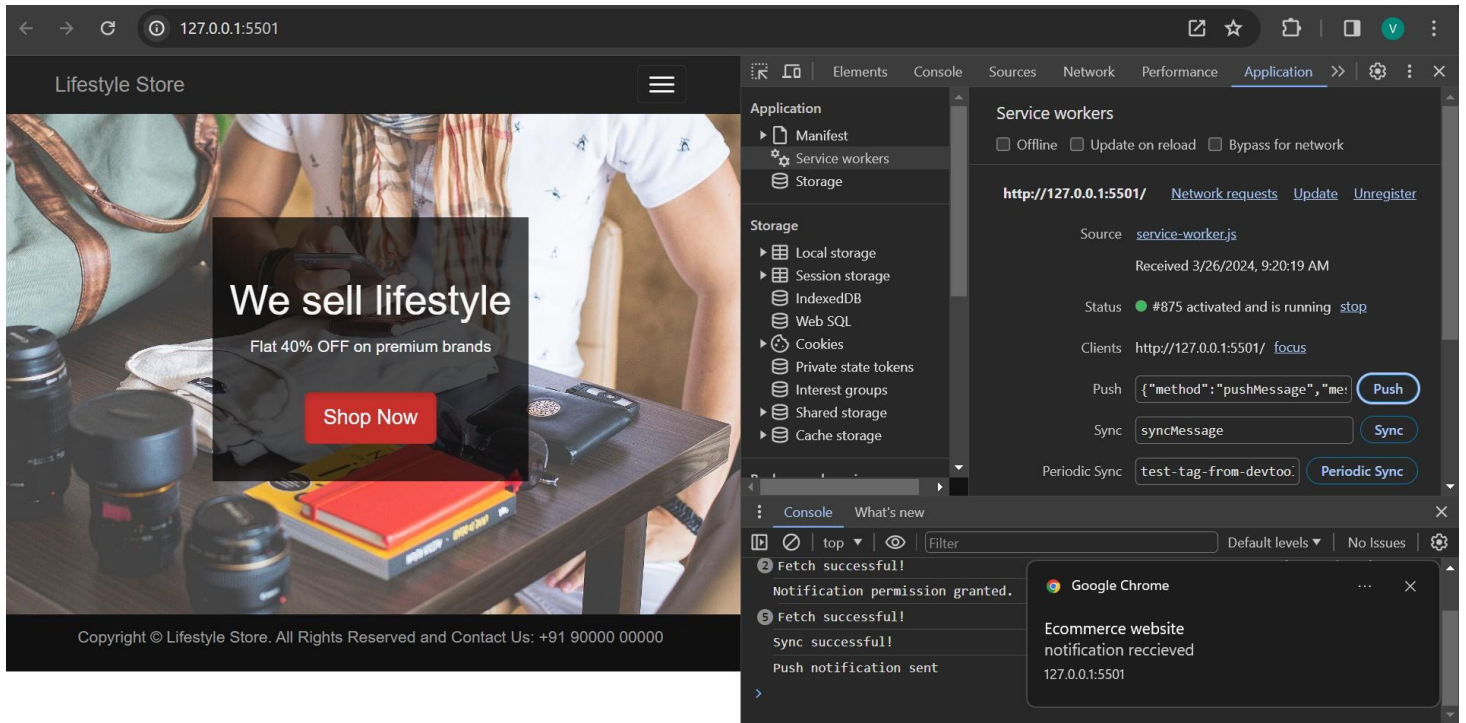 127.0.0.1:5501
V
Lifestyle Store
We sell lifestyle
Flat 40% OFF on premium brands
Shop Now
Copyright © Lifestyle Store. All Rights Reserved and Contact Us: +91 90000 00000
Elements Console Sources Network Performance Application
Application
Manifest
Service workers
Storage
Storage
Local storage
Session storage
IndexedDB
Web SQL
Cookies
Private state tokens
Interest groups
Shared storage
Cache storage
Service workers
Offline Update on reload Bypass for network
http://127.0.0.1:5501/ Network requests Update Unregister
Source service-worker.js
Received 3/26/2024, 9:20:19 AM
Status #875 activated and is running stop
Clients http://127.0.0.1:5501/ focus
Push {"method":"pushMessage","me Push
Sync syncMessage Sync
Periodic Sync test-tag-from-devtoo Periodic Sync
Console What's new
top Filter Default levels No Issues
2 Fetch successful!
Notification permission granted.
5 Fetch successful!
Sync successful!
Push notification sent
Google Chrome
Ecommerce website
notification reccieved
127.0.0.1:5501